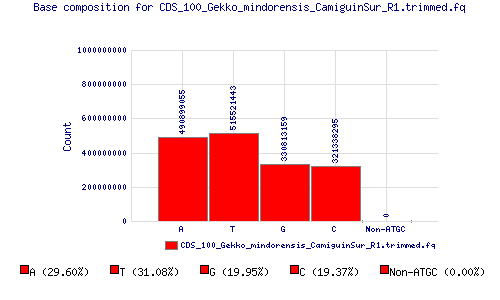 Base composition for CDS_100_Gekko_mindorensis_CamiguinSur_R1.trimmed.fq
1000000000
800000000
600000000
400000000
200000000
0
Count
490899055
515521443
330813159
321338295
0
A T G C Non-ATGC
CDS_100_Gekko_mindorensis_CamiguinSur_R1.trimmed.fq
A (29.60%) T (31.08%) G (19.95%) C (19.37%) Non-ATGC (0.00%)